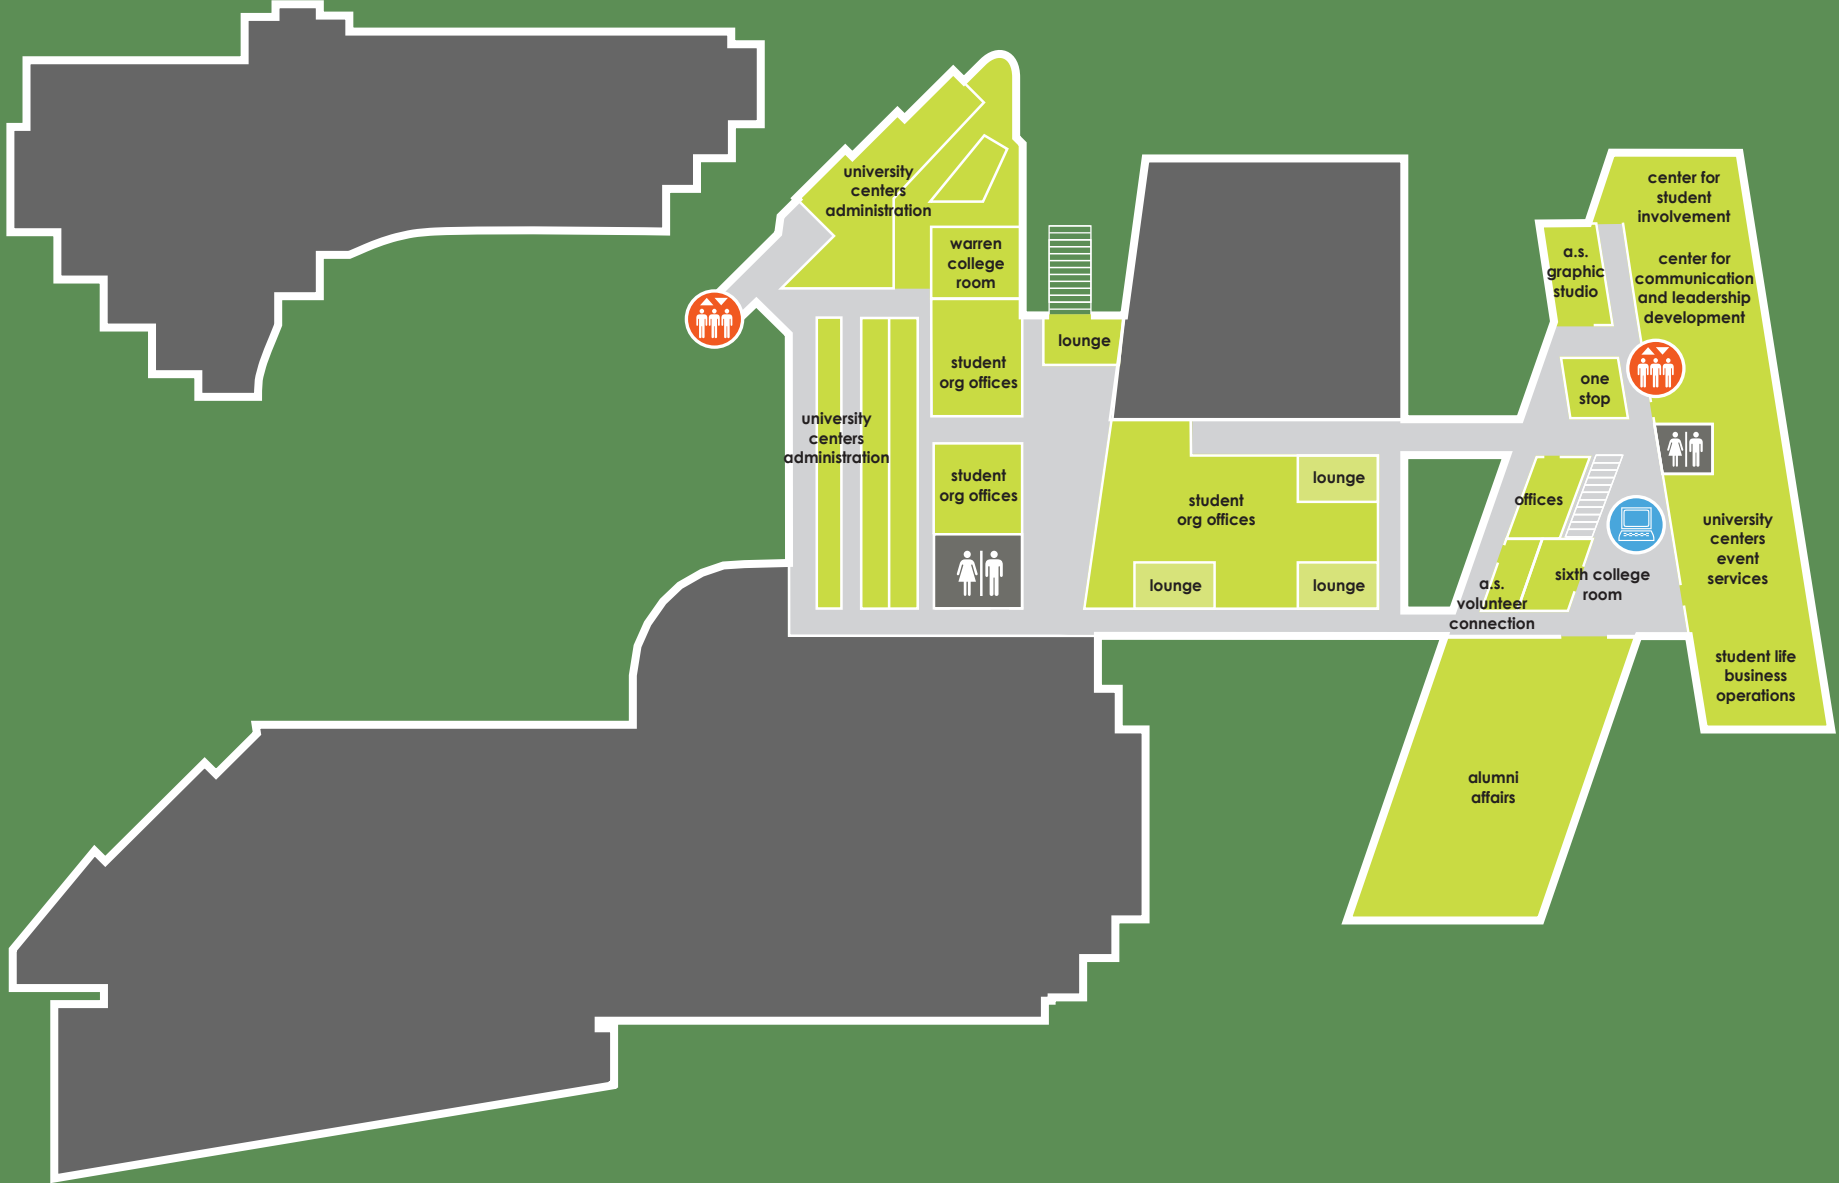 university
centers
administration
warren
college
room
student
org offices
lounge
university
centers
administration
student
org offices
student
org offices
lounge
lounge
lounge
center for
student
involvement
a.s.
graphic
studio
center for
communication
and leadership
development
one
stop
offices
university
centers
event
services
sixth college
room
a.s.
volunteer
connection
student life
business
operations
alumni
affairs